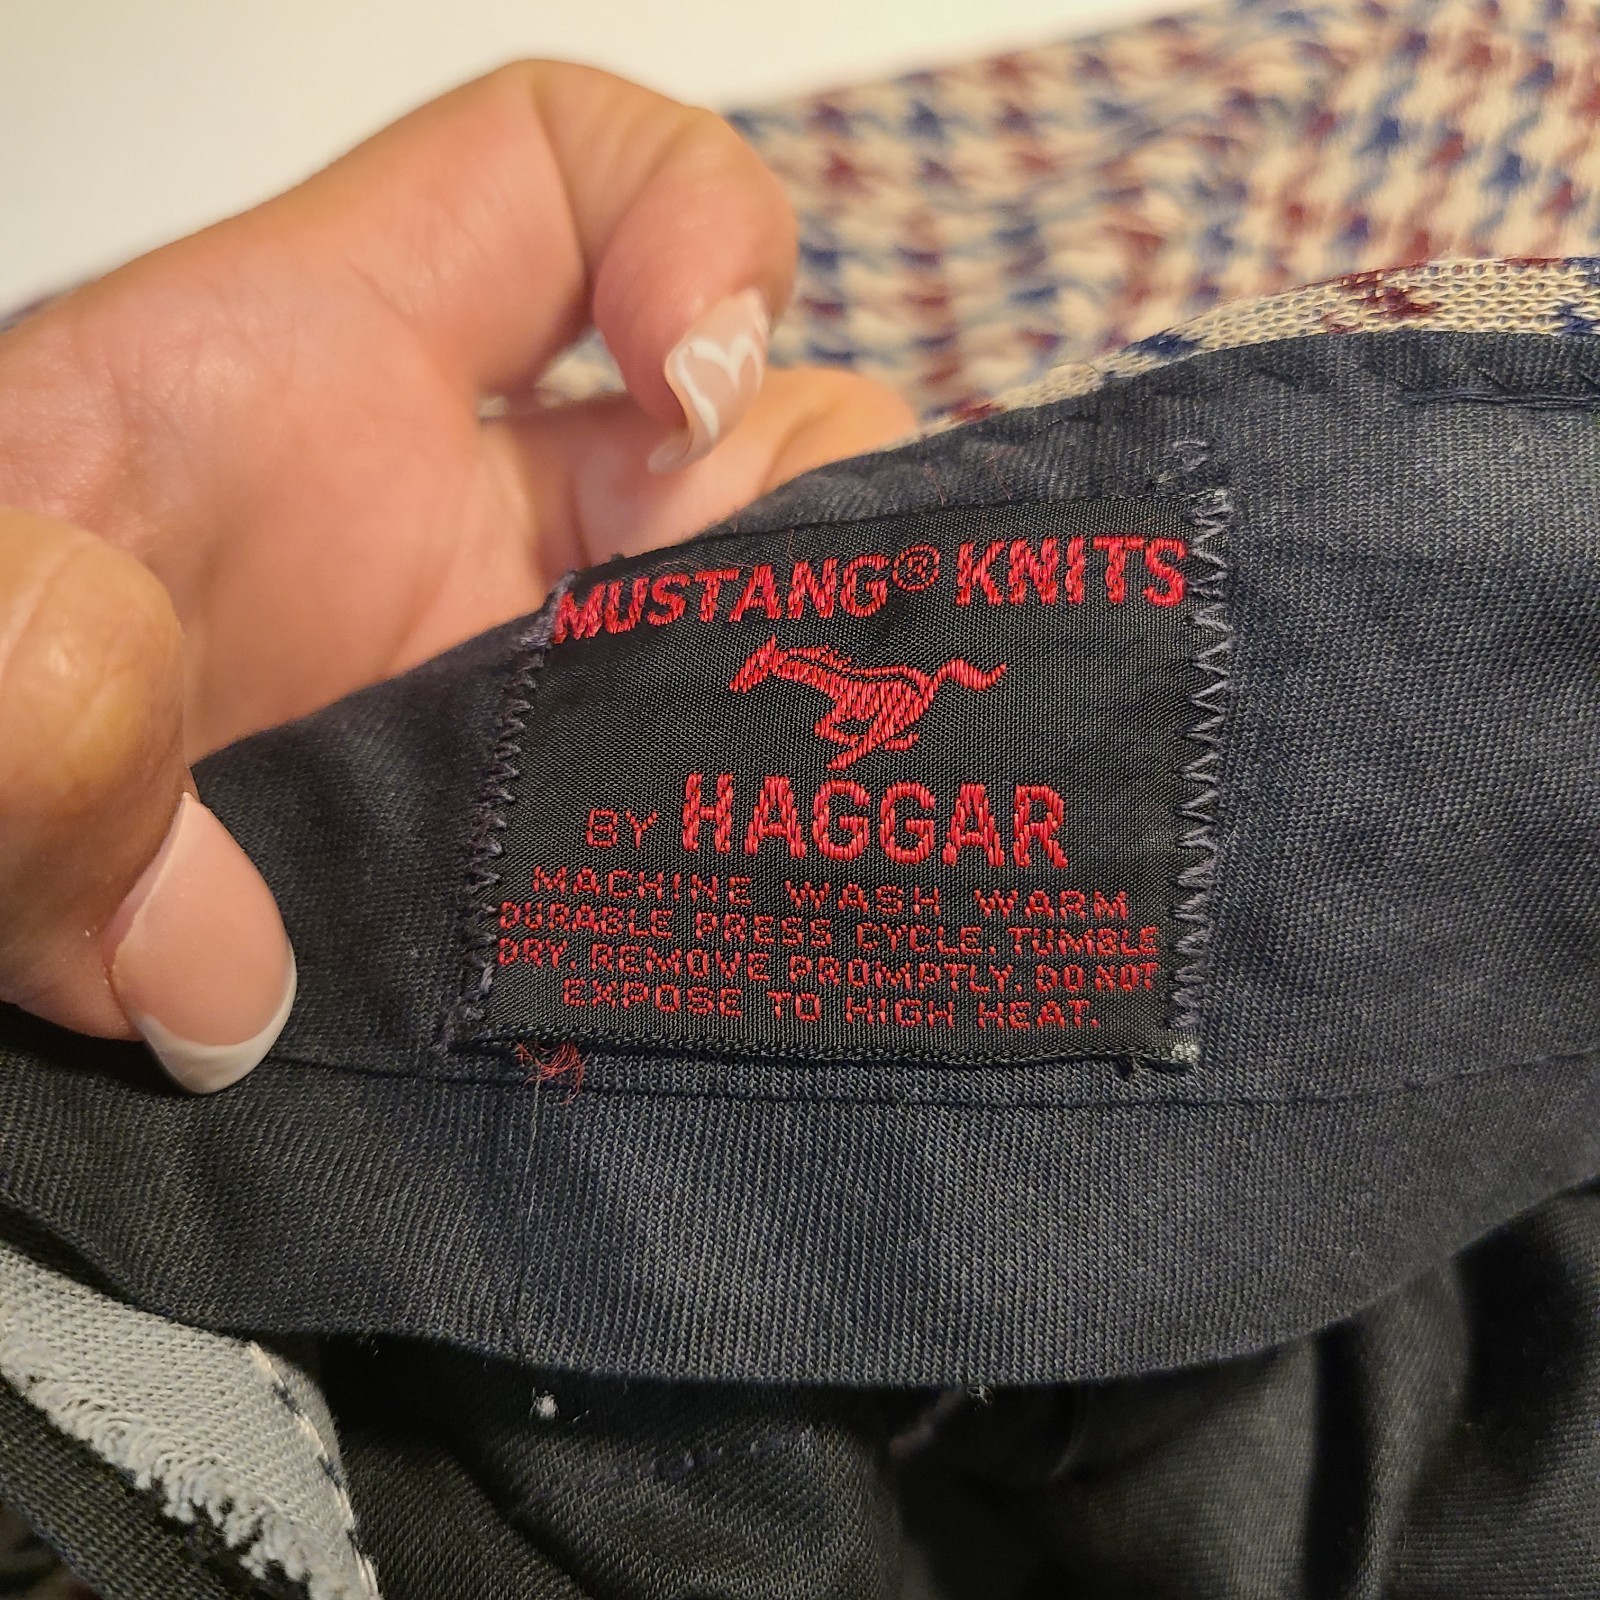 MUSTANG® KNITS
BY HAGGAR
MACHINE WASH WARM
DURABLE PRESS CYCLE, TUMBLE
DRY, REMOVE PROMPTLY, DO NOT
EXPOSE TO HIGH HEAT.